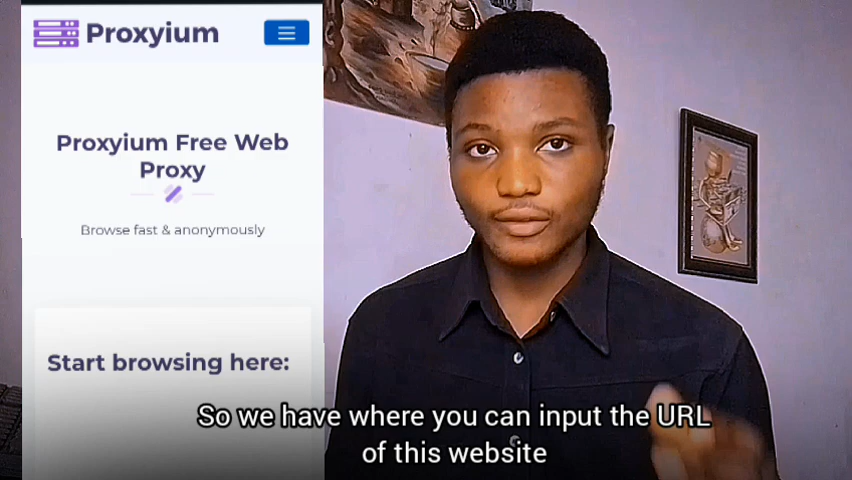 Proxyium
Proxyium Free Web
Proxy
Browse fast & anonymously
Start browsing here:
So we have where you can input the URL
of this website